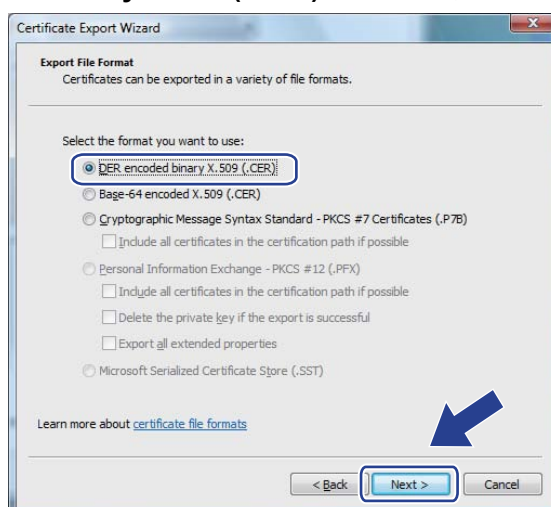 Certificate Export Wizard
Export File Format
Certificates can be exported in a variety of file formats.
Select the format you want to use:
DER encoded binary X.509 (.CER)
Base-64 encoded X.509 (.CER)
Cryptographic Message Syntax Standard - PKCS #7 Certificates (.P7B)
Include all certificates in the certification path if possible
Personal Information Exchange - PKCS #12 (.PFX)
Include all certificates in the certification path if possible
Delete the private key if the export is successful
Export all extended properties
Microsoft Serialized Certificate Store (.SST)
Learn more about certificate file formats
< Back Next > Cancel